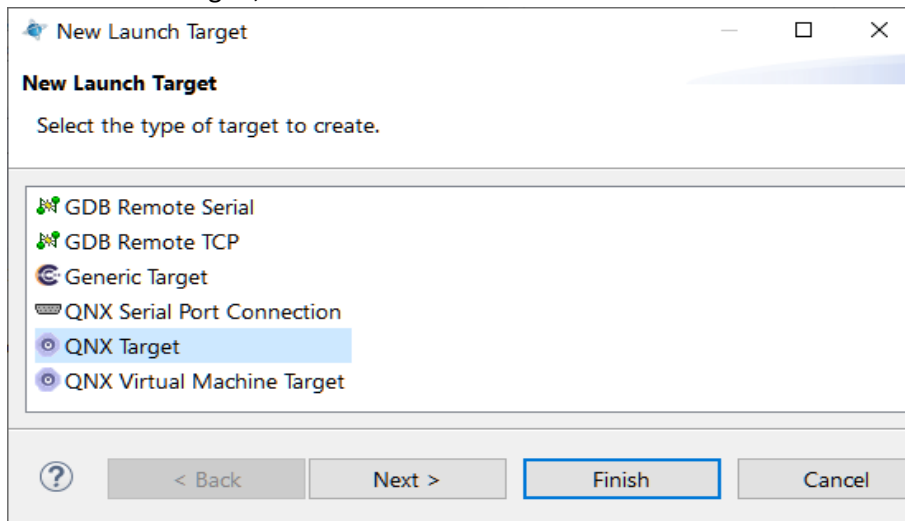 New Launch Target
New Launch Target
Select the type of target to create.
GDB Remote Serial
GDB Remote TCP
Generic Target
QNX Serial Port Connection
QNX Target
QNX Virtual Machine Target
? < Back Next > Finish Cancel